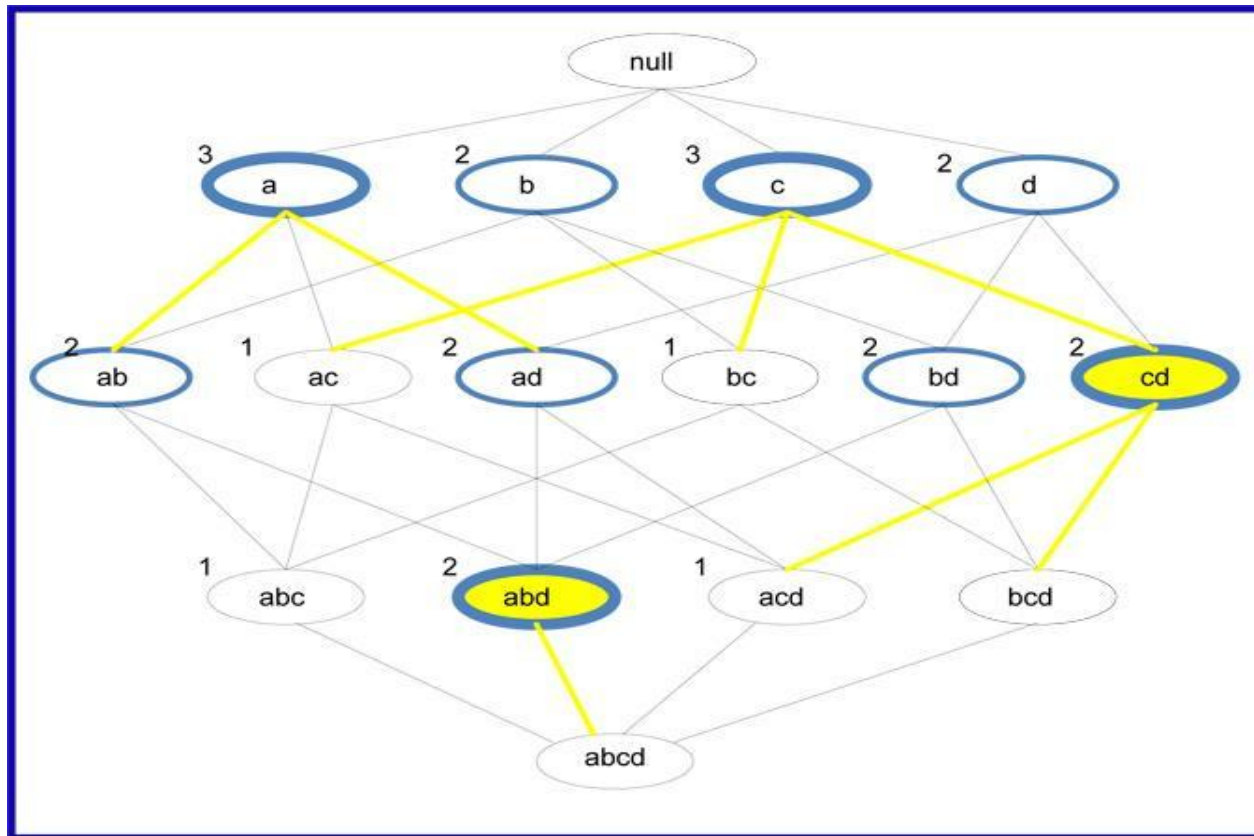 null
3 2 3 2
a b c d
2 1 2 1 2 2
ab ac ad bc bd cd
1 2 1
abc abd acd bcd
abcd